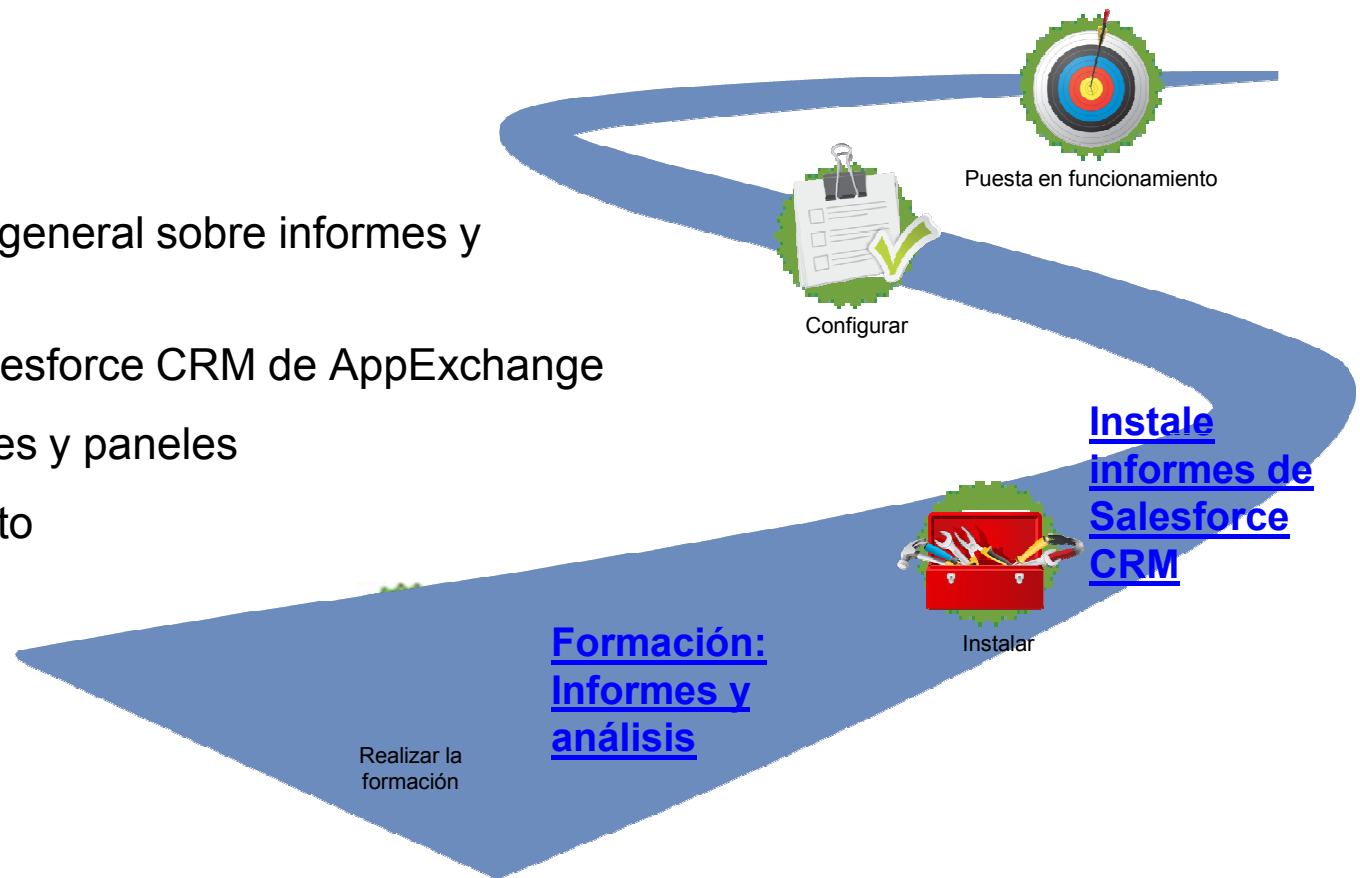 general sobre informes y
lesforce CRM de AppExchange
es y paneles
to
Puesta en funcionamiento
Configurar
Instale
informes de
Salesforce
CRM
Instalar
Formación:
Informes y
análisis
Realizar la
formación